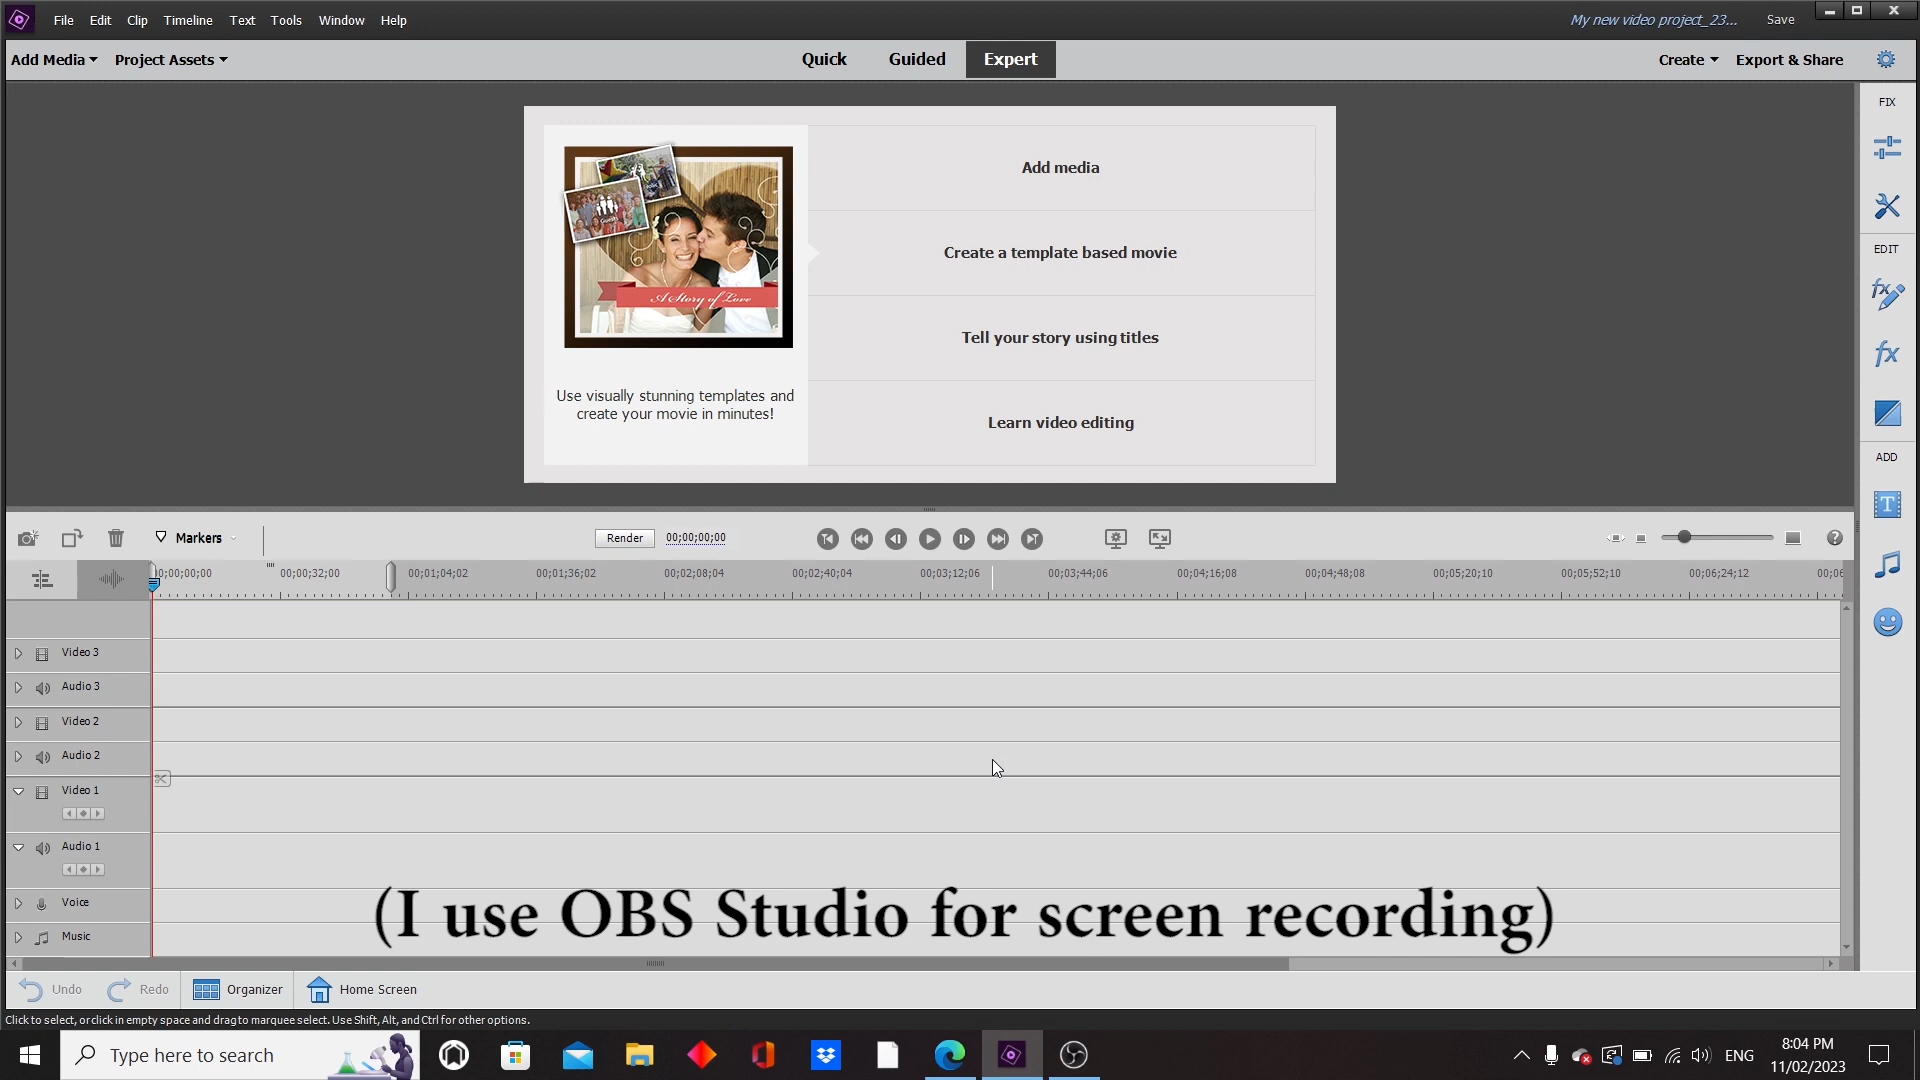 File Edit Clip Timeline Text Tools Window Help
My new video project_23... Save
Add Media Project Assets
Quick Guided Expert
Create Export & Share
FIX
EDIT
ADD
A Story of Love
Use visually stunning templates and
create your movie in minutes!
Add media
Create a template based movie
Tell your story using titles
Learn video editing
Markers
Render 00;00;00;00
00;00;32;00 00;01;04;02 00;01;36;02 00;02;08;04 00;02;40;04 00;03;12;06 00;03;44;06 00;04;16;08 00;04;48;08 00;05;20;10 00;05;52;10 00;06;24;12
Video 3
Audio 3
Video 2
Audio 2
Video 1
Audio 1
Voice
Music
(I use OBS Studio for screen recording)
Undo Redo Organizer Home Screen
Click to select, or click in empty space and drag to marquee select. Use Shift, Alt, and Ctrl for other options.
Type here to search
ENG
8:04 PM
11/02/2023